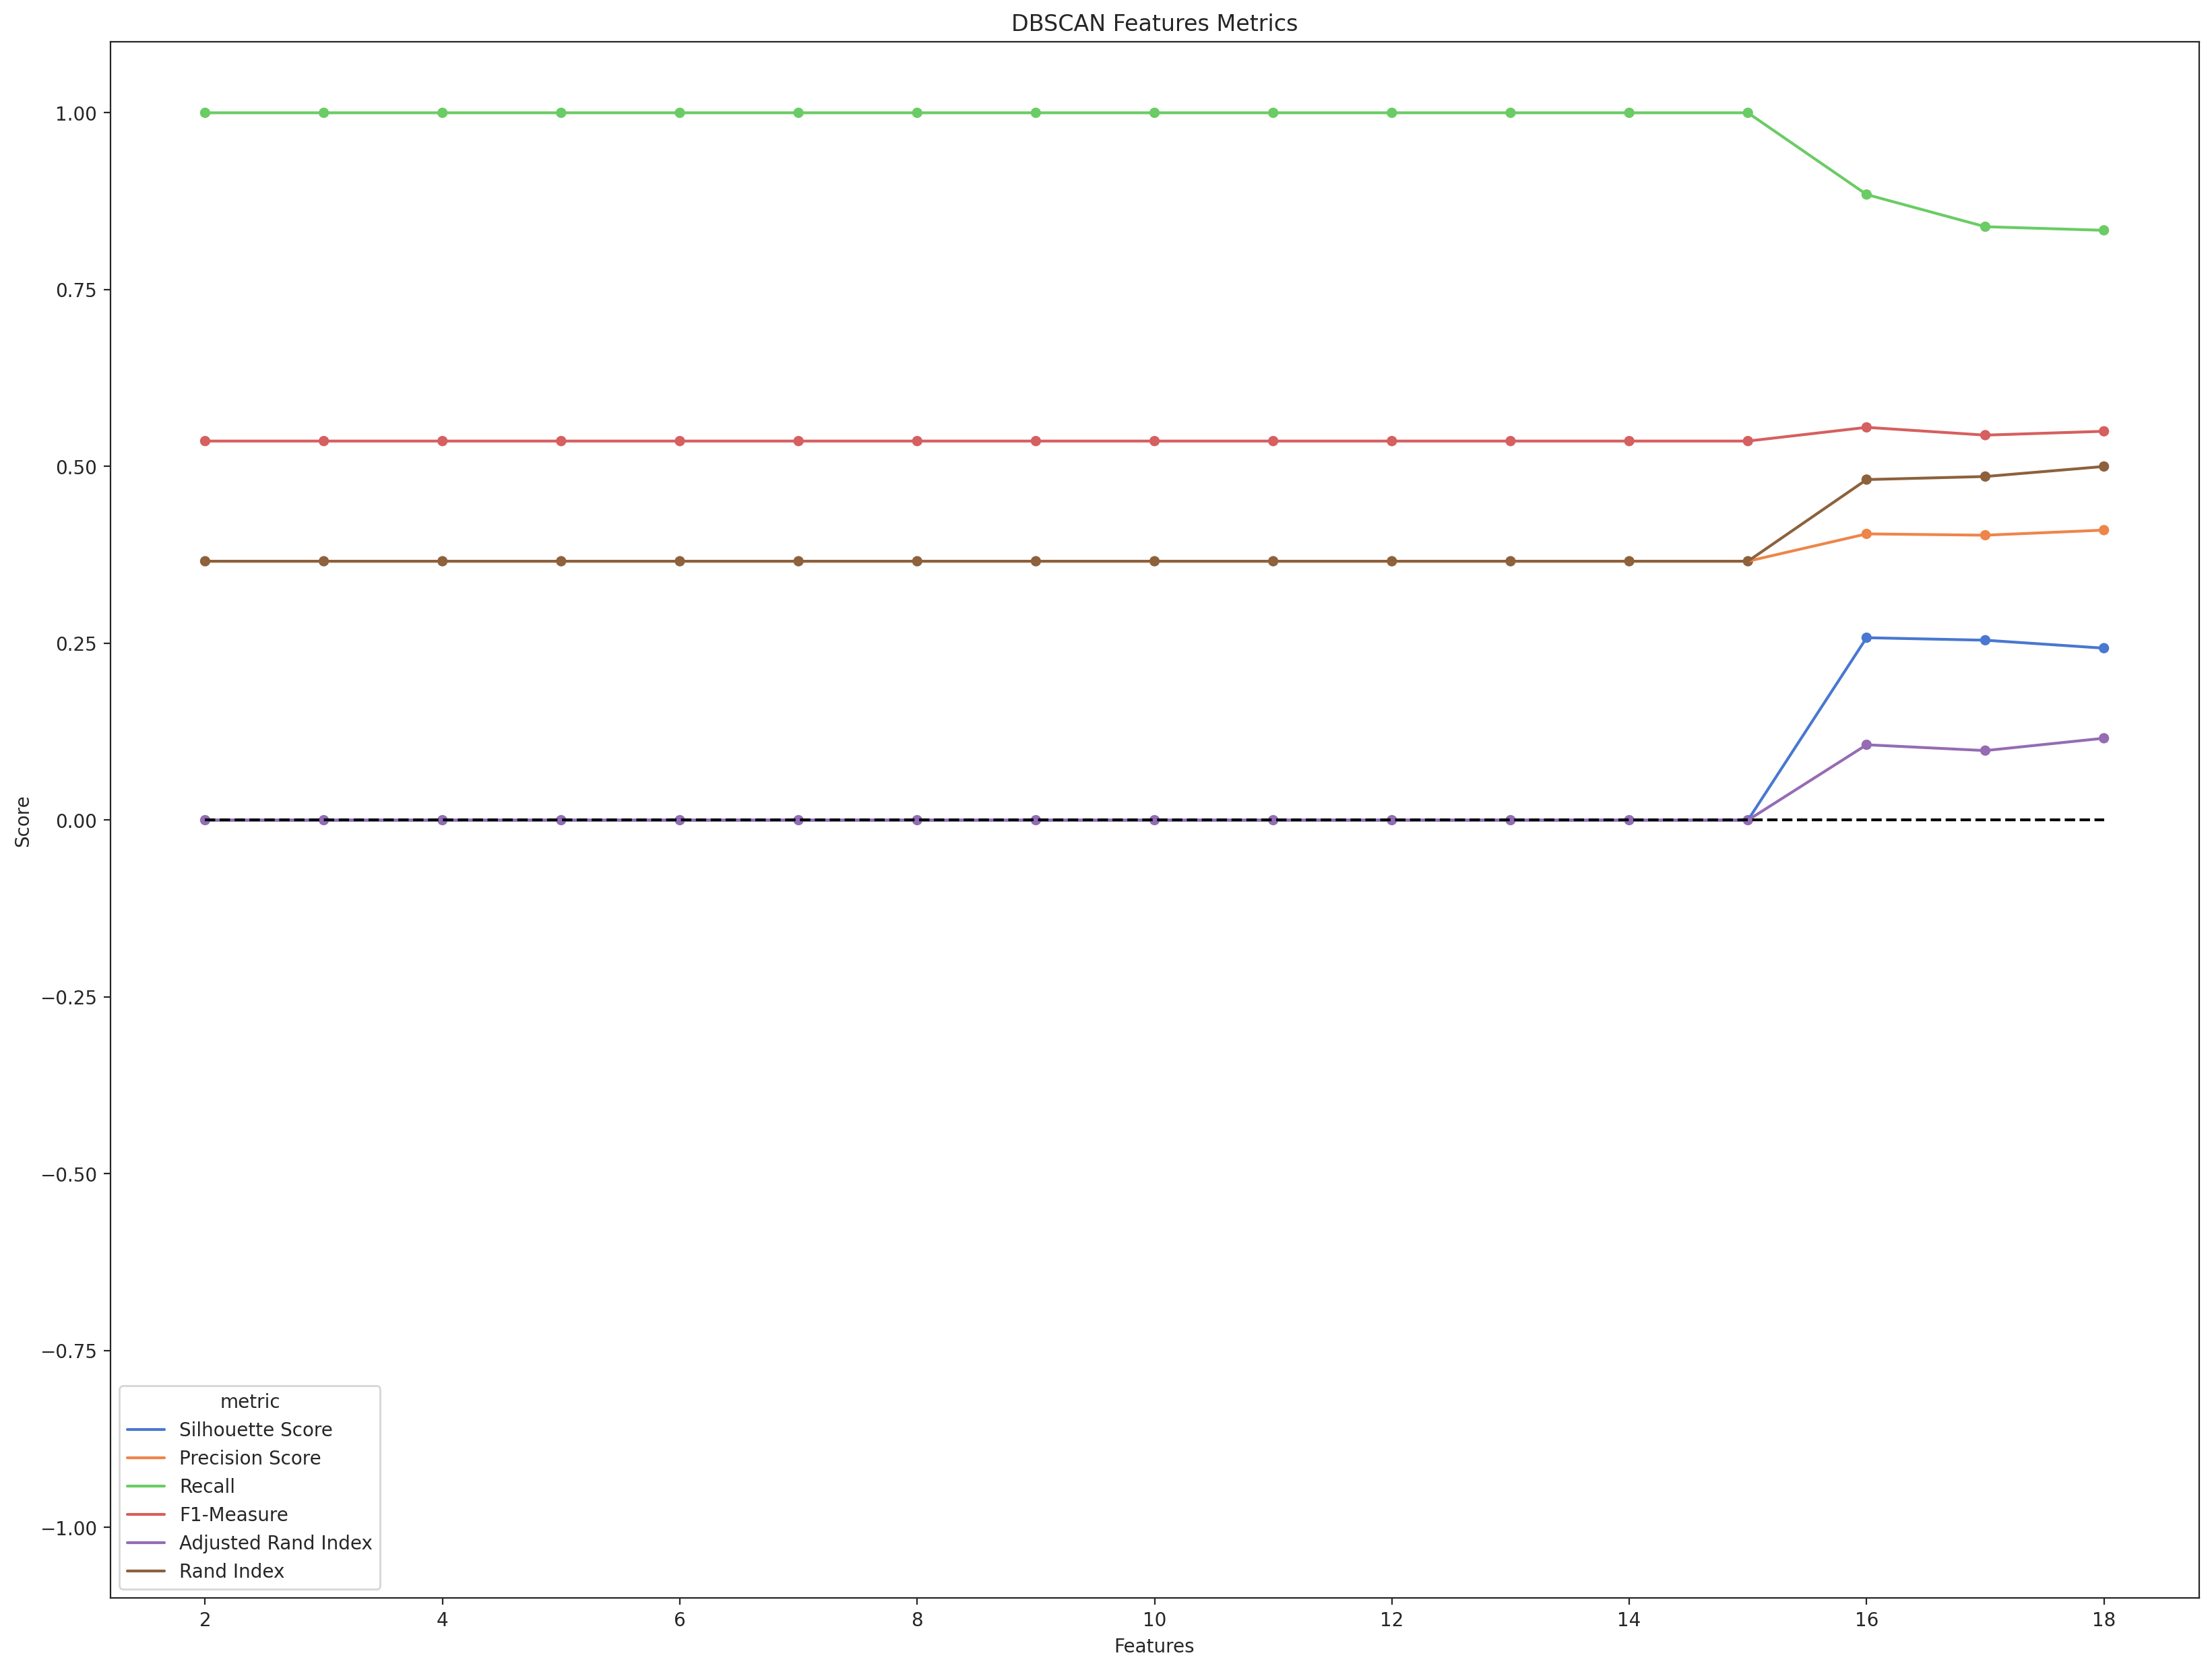 DBSCAN Features Metrics
1.00
0.75
0.50
0.25
0.00
−0.25
−0.50
−0.75
−1.00
Score
metric
Silhouette Score
Precision Score
Recall
F1-Measure
Adjusted Rand Index
Rand Index
2 4 6 8 10 12 14 16 18
Features